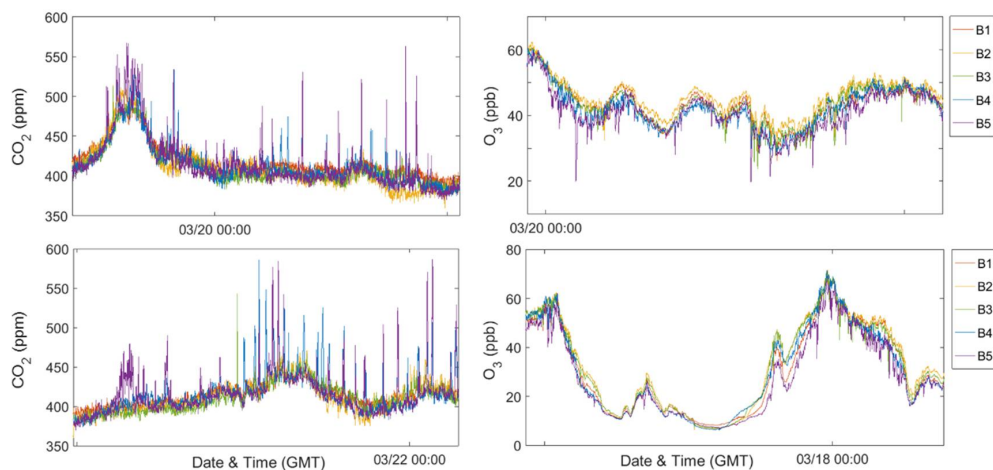 600
550
500
450
400
350
CO2 (ppm)
03/20 00:00
60
40
20
O3 (ppb)
03/20 00:00
B1
B2
B3
B4
B5
600
550
500
450
400
350
CO2 (ppm)
Date & Time (GMT)
03/22 00:00
80
60
40
20
0
O3 (ppb)
Date & Time (GMT)
03/18 00:00
B1
B2
B3
B4
B5